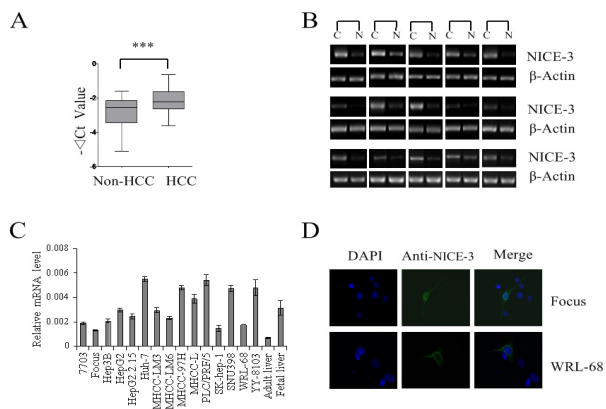 A
***
-ΔCt Value
0
-2
-4
-6
Non-HCC HCC
B
C N C N C N C N C N
NICE-3
β-Actin
NICE-3
β-Actin
NICE-3
β-Actin
C
Relative mRNA level
0.008
0.006
0.004
0.002
0
7703
Focus
Hep3B
HepG2
HepG2.2.15
Huh-7
MHCC-LM3
MHCC-LM6
MHCC-97H
MHCC-L
PLC/PRF/5
SK-hep-1
SNU398
WRL-68
YY-8103
Adult liver
Fetal liver
D
DAPI Anti-NICE-3 Merge
Focus
WRL-68